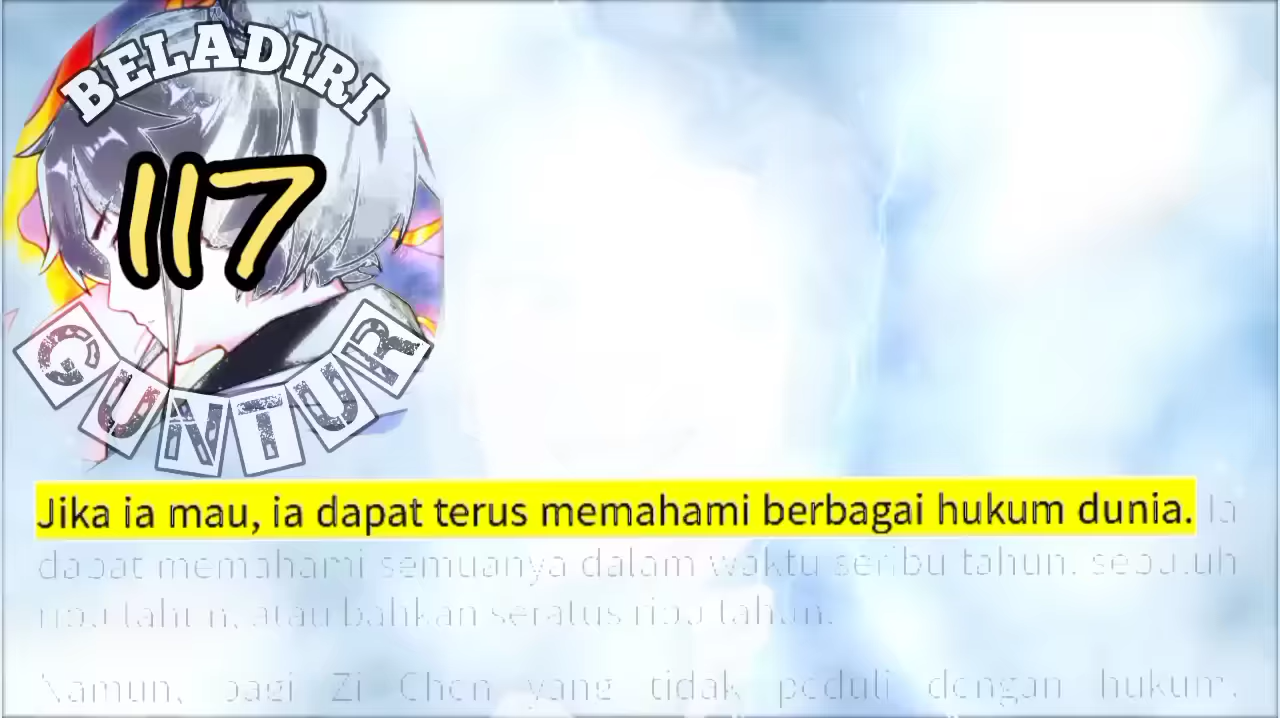 BELADIRI
117
GUNTUR
Jika ia mau, ia dapat terus memahami berbagai hukum dunia. Ia
dapat memahami semuanya dalam waktu seribu tahun, sepuluh
ribu tahun, atau bahkan seratus ribu tahun.
Namun, bagi Zi Chen yang tidak peduli dengan hukum,